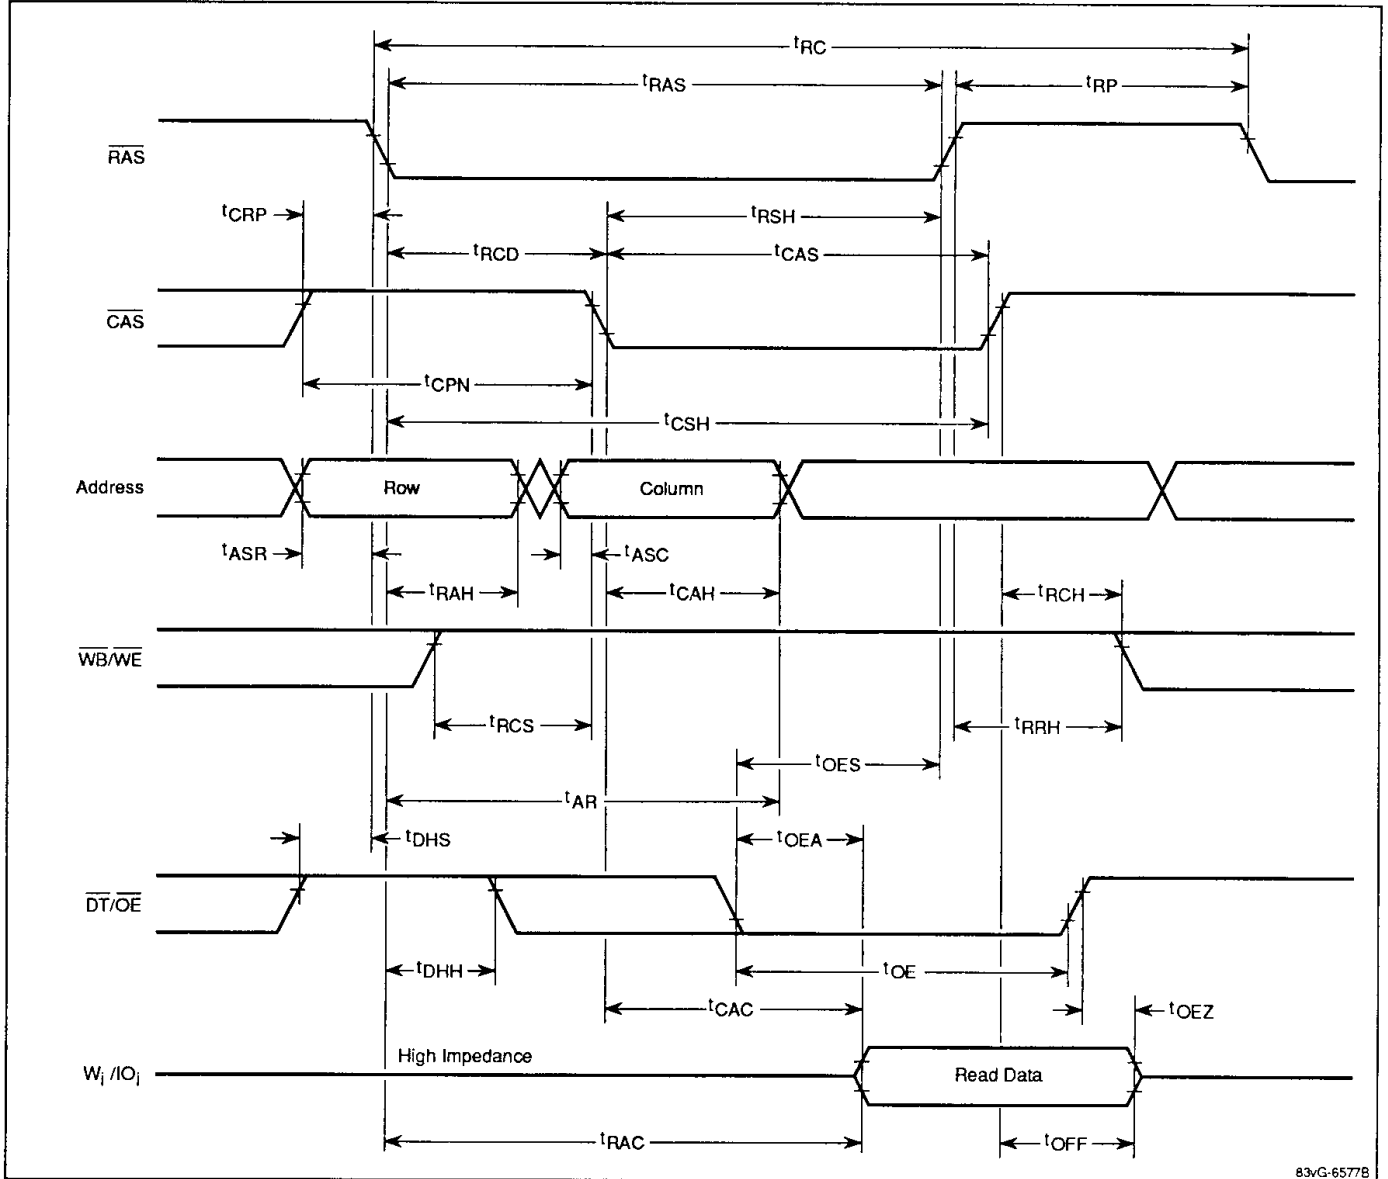 tRC
tRAS
tRP
RAS
tCRP
tRSH
tRCD
tCAS
CAS
tCPN
tCSH
Address
Row
Column
tASR
tASC
tRAH
tCAH
tRCH
WB/WE
tRCS
tRRH
tOES
tAR
tDHS
tOEA
DT/OE
tDHH
tOE
tCAC
tOEZ
High Impedance
Wj /IOj
Read Data
tRAC
tOFF
83vG-6577B